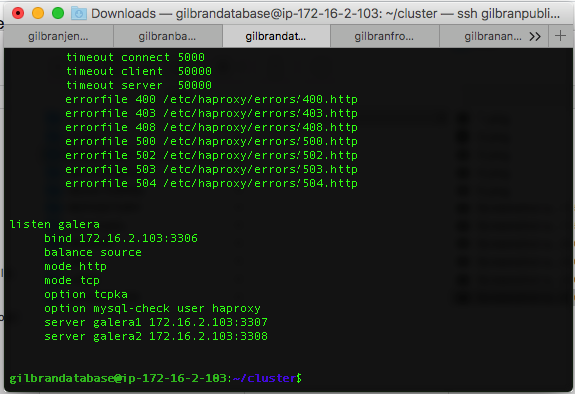 Downloads — gilbrandatabase@ip-172-16-2-103: ~/cluster — ssh gilbranpubli...
gilbranjen... gilbranba... gilbrandat... gilbranfro... gilbranan... >> +
timeout connect 5000
timeout client  50000
timeout server  50000
errorfile 400 /etc/haproxy/errors/400.http
errorfile 403 /etc/haproxy/errors/403.http
errorfile 408 /etc/haproxy/errors/408.http
errorfile 500 /etc/haproxy/errors/500.http
errorfile 502 /etc/haproxy/errors/502.http
errorfile 503 /etc/haproxy/errors/503.http
errorfile 504 /etc/haproxy/errors/504.http
listen galera
bind 172.16.2.103:3306
balance source
mode http
mode tcp
option tcpka
option mysql-check user haproxy
server galera1 172.16.2.103:3307
server galera2 172.16.2.103:3308
gilbrandatabase@ip-172-16-2-103:~/cluster$